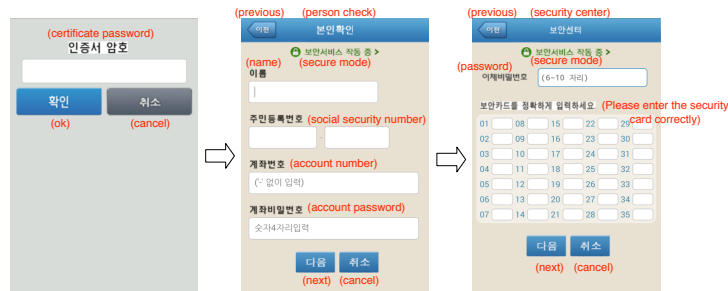 (certificate password)
인증서 암호
확인
취소
(ok)
(cancel)
(previous)
(person check)
이전
본인확인
보안서비스 작동 중 >
(name)
(secure mode)
이름
주민등록번호 (social security number)
-
계좌번호 (account number)
('-' 없이 입력)
계좌비밀번호 (account password)
숫자4자리입력
다음
취소
(next)
(cancel)
(previous)
(security center)
이전
보안센터
보안서비스 작동 중 >
(password)
(secure mode)
이체비밀번호
(6~10 자리)
보안카드를 정확하게 입력하세요. (Please enter the security
card correctly)
01 08 15 22 29
02 09 16 23 30
03 10 17 24 31
04 11 18 25 32
05 12 19 26 33
06 13 20 27 34
07 14 21 28 35
다음
취소
(next)
(cancel)